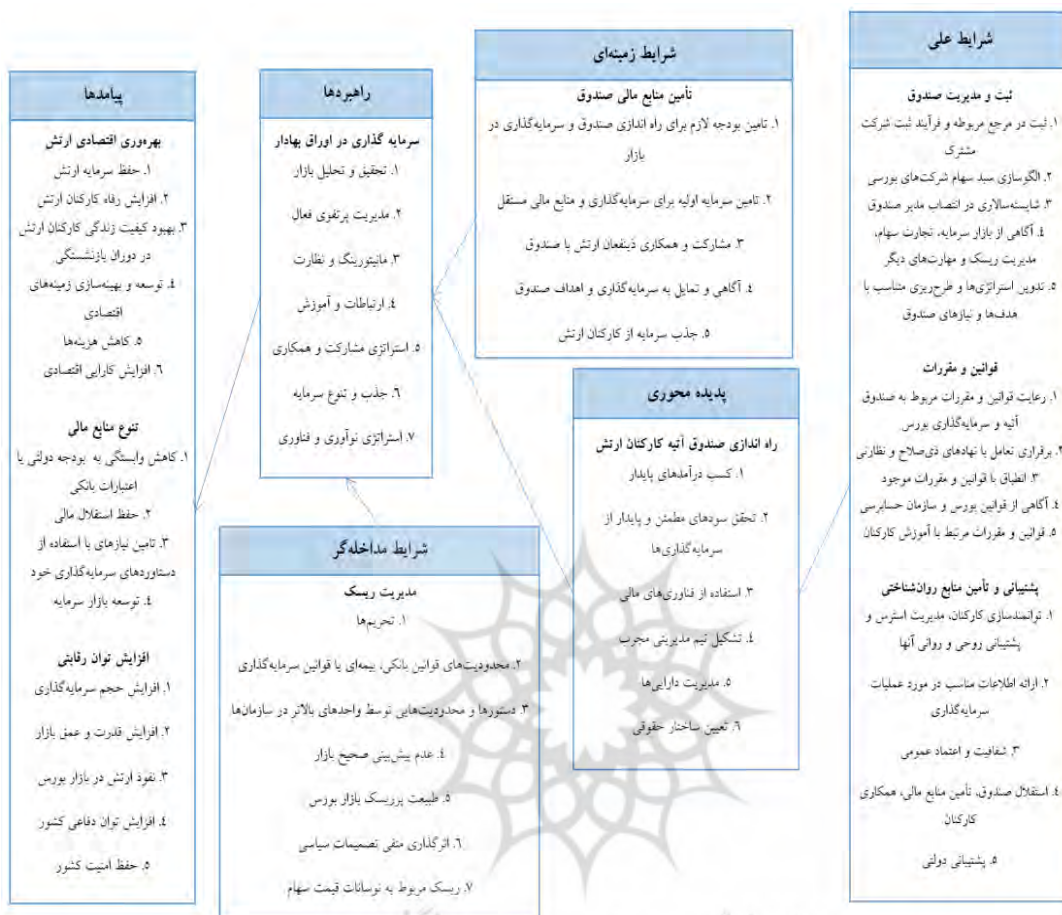 شرایط علی
ثبت و مدیریت صندوق
۱. ثبت در مرجع مربوطه و فرآیند ثبت شرکت
مشترک
۲. الگوسازی سبد سهام شرکت‌های بورسی
۳. شایسته‌سالاری در انتصاب مدیر صندوق
۴. آگاهی از بازار سرمایه، تجارت سهام،
مدیریت ریسک و مهارت‌های دیگر
۵. تدوین استراتژی‌ها و طرح‌ریزی متناسب با
هدف‌ها و نیازهای صندوق
قوانین و مقررات
۱. رعایت قوانین و مقررات مربوط به صندوق
آتیه و سرمایه‌گذاری بورس
۲. برقراری تعامل با نهادهای ذی‌صلاح و نظارتی
۳. انطباق با قوانین و مقررات موجود
۴. آگاهی از قوانین بورس و سازمان حسابرسی
۵. قوانین و مقررات مرتبط با آموزش کارکنان
پشتیبانی و تأمین منابع روان‌شناختی
۱. توانمندسازی کارکنان، مدیریت استرس و
پشتیبانی روحی و روانی آنها
۲. ارائه اطلاعات مناسب در مورد عملیات
سرمایه‌گذاری
۳. شفافیت و اعتماد عمومی
۴. استقلال صندوق، تأمین منابع مالی، همکاری
کارکنان
۵. پشتیبانی دولتی
شرایط زمینه‌ای
تأمین منابع مالی صندوق
۱. تامین بودجه لازم برای راه اندازی صندوق و سرمایه‌گذاری در
بازار
۲. تامین سرمایه اولیه برای سرمایه‌گذاری و منابع مالی مستقل
۳. مشارکت و همکاری ذینفعان ارتش با صندوق
۴. آگاهی و تمایل به سرمایه‌گذاری و اهداف صندوق
۵. جذب سرمایه از کارکنان ارتش
پدیده محوری
راه اندازی صندوق آتیه کارکنان ارتش
۱. کسب درآمدهای پایدار
۲. تحقق سودهای مطمئن و پایدار از
سرمایه‌گذاری‌ها
۳. استفاده از فناوری‌های مالی
۴. تشکیل تیم مدیریتی مجرب
۵. مدیریت دارایی‌ها
۶. تعیین ساختار حقوقی
راهبردها
سرمایه گذاری در اوراق بهادار
۱. تحقیق و تحلیل بازار
۲. مدیریت پرتفوی فعال
۳. مانیتورینگ و نظارت
۴. ارتباطات و آموزش
۵. استراتژی مشارکت و همکاری
۶. جذب و تنوع سرمایه
۷. استراتژی نوآوری و فناوری
شرایط مداخله‌گر
مدیریت ریسک
۱. تحریم‌ها
۲. محدودیت‌های قوانین بانکی، بیمه‌ای یا قوانین سرمایه‌گذاری
۳. دستورها و محدودیت‌هایی توسط واحدهای بالاتر در سازمان‌ها
۴. عدم پیش‌بینی صحیح بازار
۵. طبیعت پرریسک بازار بورس
۶. اثرگذاری منفی تصمیمات سیاسی
۷. ریسک مربوط به نوسانات قیمت سهام
پیامدها
بهره‌وری اقتصادی ارتش
۱. حفظ سرمایه ارتش
۲. افزایش رفاه کارکنان ارتش
۳. بهبود کیفیت زندگی کارکنان ارتش
در دوران بازنشستگی
۴. توسعه و بهینه‌سازی زمینه‌های
اقتصادی
۵. کاهش هزینه‌ها
۶. افزایش کارایی اقتصادی
تنوع منابع مالی
۱. کاهش وابستگی به بودجه دولتی یا
اعتبارات بانکی
۲. حفظ استقلال مالی
۳. تامین نیازهای با استفاده از
دستاوردهای سرمایه‌گذاری خود
۴. توسعه بازار سرمایه
افزایش توان رقابتی
۱. افزایش حجم سرمایه‌گذاری
۲. افزایش قدرت و عمق بازار
۳. نفوذ ارتش در بازار بورس
۴. افزایش توان دفاعی کشور
۵. حفظ امنیت کشور